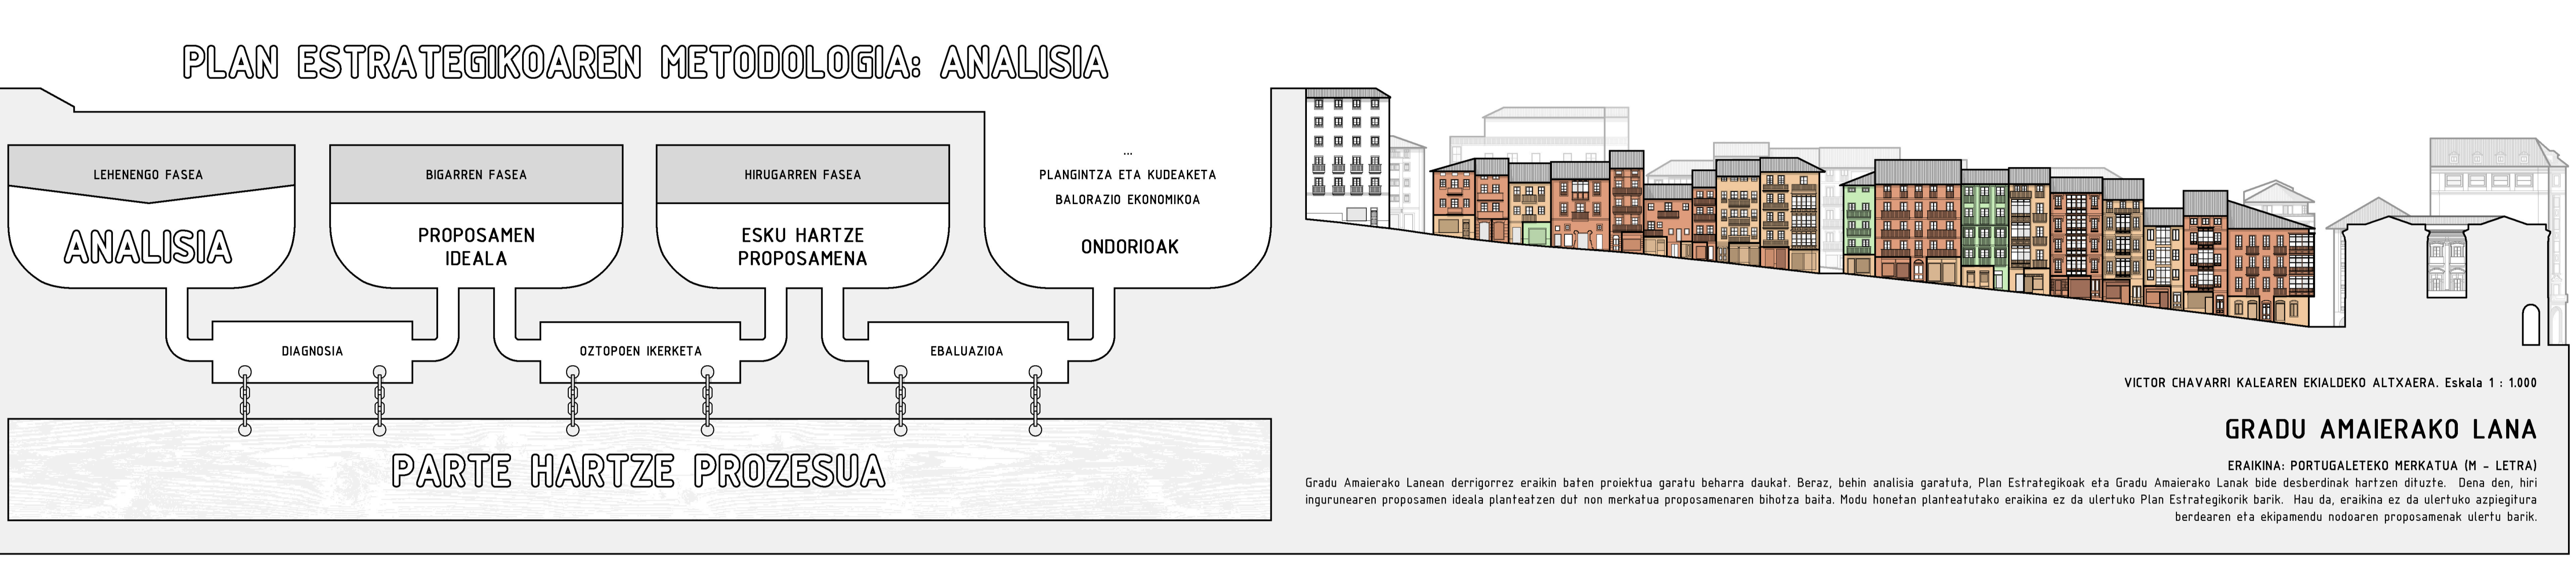 PLAN ESTRATEGIKOAREN METODOLOGIA: ANALISIA
LEHENENGO FASEA
ANALISIA
BIGARREN FASEA
PROPOSAMEN
IDEALA
HIRUGARREN FASEA
ESKU HARTZE
PROPOSAMENA
...
PLANGINTZA ETA KUDEAKETA
BALORAZIO EKONOMIKOA
ONDORIOAK
DIAGNOSIA
OZTOPOEN IKERKETA
EBALUAZIOA
PARTE HARTZE PROZESUA
VICTOR CHAVARRI KALEAREN EKIALDEKO ALTXAERA. Eskala 1 : 1.000
GRADU AMAIERAKO LANA
ERAIKINA: PORTUGALETEKO MERKATUA (M - LETRA)
Gradu Amaierako Lanean derrigorrez eraikin baten proiektua garatu beharra daukat. Beraz, behin analisia garatuta, Plan Estrategikoak eta Gradu Amaierako Lanak bide desberdinak hartzen dituzte. Dena den, hiri
ingurunearen proposamen ideala planteatzen dut non merkatua proposamenaren bihotza baita. Modu honetan planteatutako eraikina ez da ulertuko Plan Estrategikorik barik. Hau da, eraikina ez da ulertuko azpiegitura
berdearen eta ekipamendu nodoaren proposamenak ulertu barik.